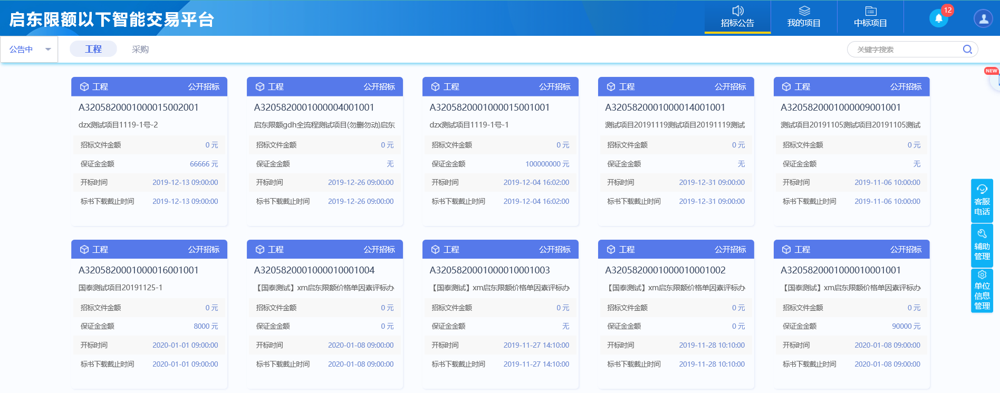 启东限额以下智能交易平台
招标公告
我的项目
中标项目
12
公告中
工程
采购
关键字搜索
NEW
工程 公开招标
A3205820001000015002001
dzx测试项目1119-1号-2
招标文件金额 0 元
保证金金额 66666 元
开标时间 2019-12-13 09:00:00
标书下载截止时间 2019-12-13 09:00:00
工程 公开招标
A3205820001000004001001
启东限额gdh全流程测试项目(勿删勿动)启东
招标文件金额 0 元
保证金金额 无
开标时间 2019-12-26 09:00:00
标书下载截止时间 2019-12-26 09:00:00
工程 公开招标
A3205820001000015001001
dzx测试项目1119-1号-1
招标文件金额 0 元
保证金金额 100000000 元
开标时间 2019-12-04 16:02:00
标书下载截止时间 2019-12-04 16:02:00
工程 公开招标
A3205820001000014001001
测试项目20191119测试项目20191119测试
招标文件金额 0 元
保证金金额 无
开标时间 2019-12-31 09:00:00
标书下载截止时间 2019-12-31 09:00:00
工程 公开招标
A3205820001000009001001
测试项目20191105测试项目20191105测试
招标文件金额 0 元
保证金金额 无
开标时间 2019-11-06 10:00:00
标书下载截止时间 2019-11-06 10:00:00
工程 公开招标
A3205820001000016001001
国泰测试项目20191125-1
招标文件金额 0 元
保证金金额 8000 元
开标时间 2020-01-01 09:00:00
标书下载截止时间 2020-01-01 09:00:00
工程 公开招标
A3205820001000010001004
【国泰测试】xm启东限额价格单因素评标办
招标文件金额 0 元
保证金金额 0 元
开标时间 2020-01-08 09:00:00
标书下载截止时间 2020-01-08 09:00:00
工程 公开招标
A3205820001000010001003
【国泰测试】xm启东限额价格单因素评标办
招标文件金额 0 元
保证金金额 无
开标时间 2019-11-27 14:10:00
标书下载截止时间 2019-11-27 14:10:00
工程 公开招标
A3205820001000010001002
【国泰测试】xm启东限额价格单因素评标办
招标文件金额 0 元
保证金金额 0 元
开标时间 2019-11-28 10:10:00
标书下载截止时间 2019-11-28 10:10:00
工程 公开招标
A3205820001000010001001
【国泰测试】xm启东限额价格单因素评标办
招标文件金额 0 元
保证金金额 90000 元
开标时间 2020-01-08 09:00:00
标书下载截止时间 2020-01-08 09:00:00
客服
电话
辅助
管理
单位
信息
管理